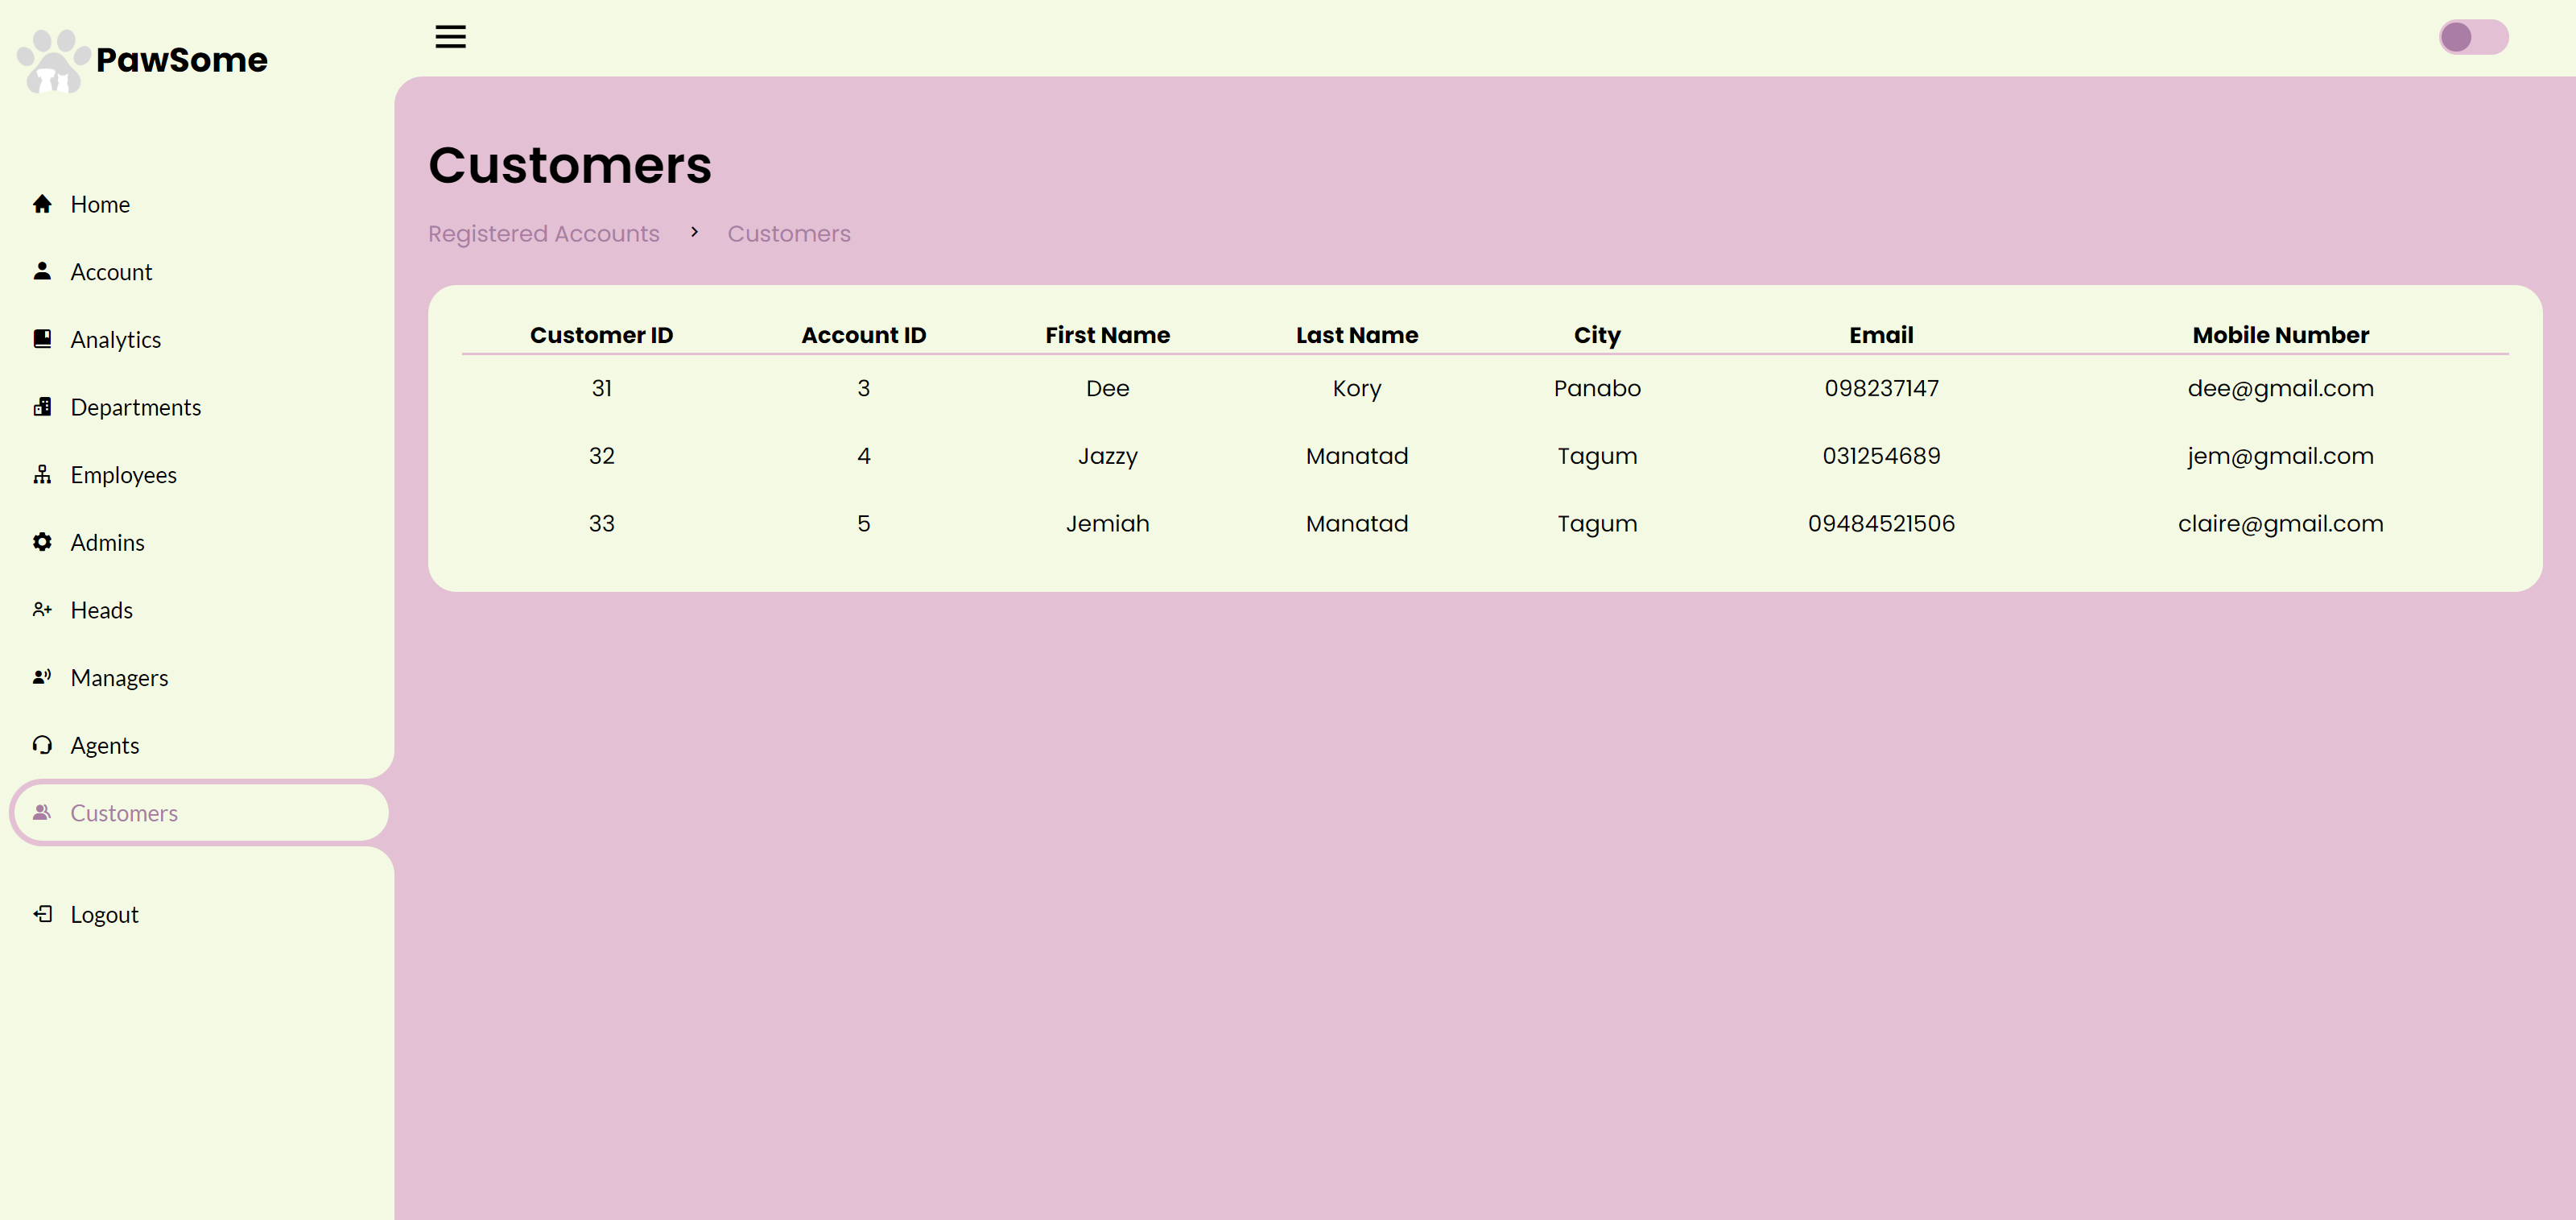 PawSome
Home
Account
Analytics
Departments
Employees
Admins
Heads
Managers
Agents
Customers
Logout
Customers
Registered Accounts > Customers
Customer ID Account ID First Name Last Name City Email Mobile Number
31 3 Dee Kory Panabo 098237147 dee@gmail.com
32 4 Jazzy Manatad Tagum 031254689 jem@gmail.com
33 5 Jemiah Manatad Tagum 09484521506 claire@gmail.com